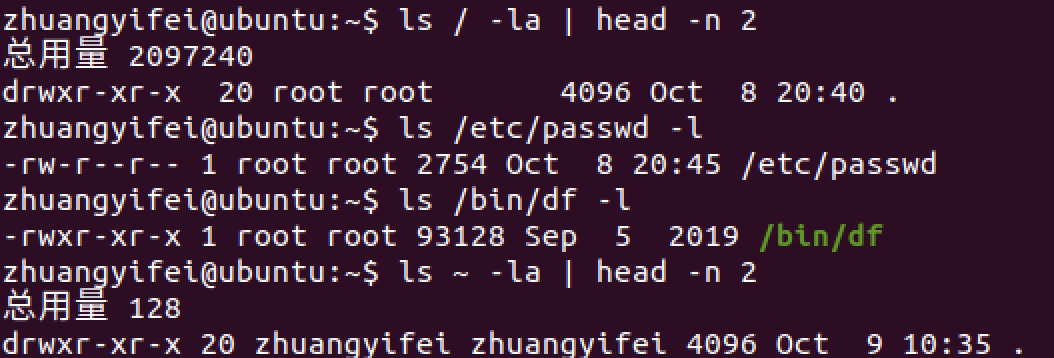 zhuangyifei@ubuntu:~$ ls / -la | head -n 2
总用量 2097240
drwxr-xr-x  20 root root       4096 Oct  8 20:40 .
zhuangyifei@ubuntu:~$ ls /etc/passwd -l
-rw-r--r-- 1 root root 2754 Oct  8 20:45 /etc/passwd
zhuangyifei@ubuntu:~$ ls /bin/df -l
-rwxr-xr-x 1 root root 93128 Sep  5  2019 /bin/df
zhuangyifei@ubuntu:~$ ls ~ -la | head -n 2
总用量 128
drwxr-xr-x 20 zhuangyifei zhuangyifei 4096 Oct  9 10:35 .